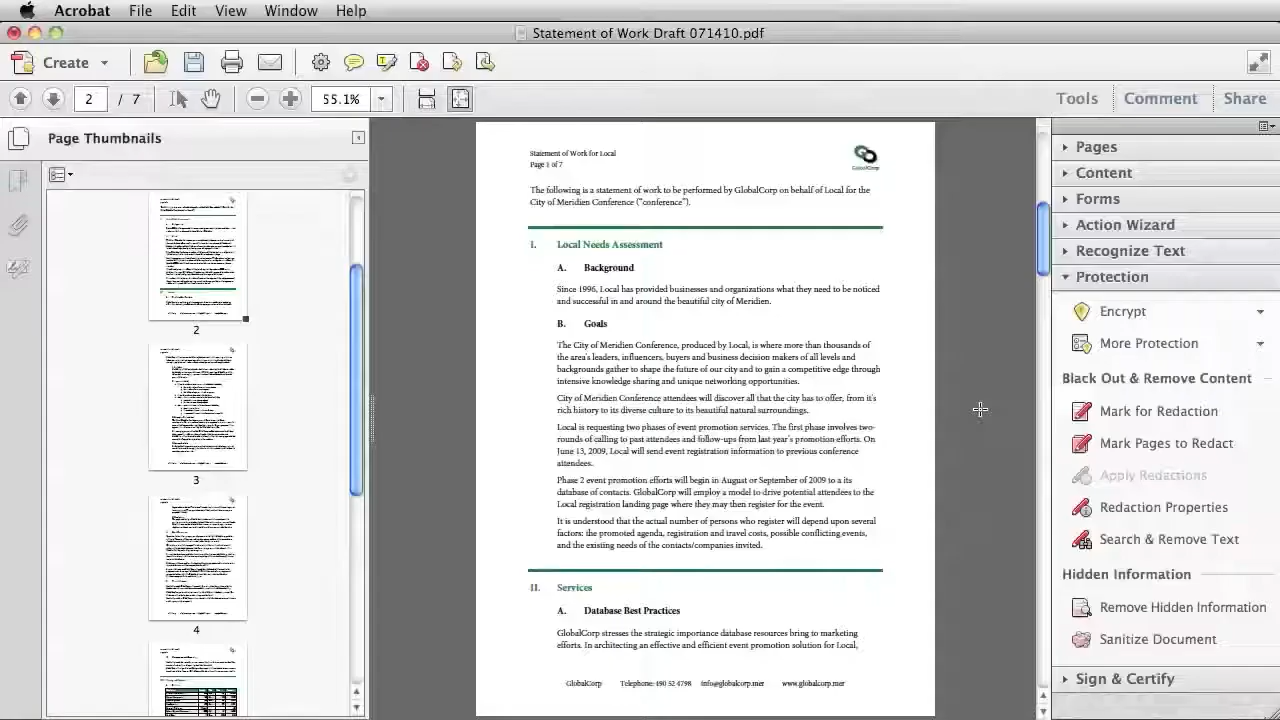 Acrobat File Edit View Window Help
Statement of Work Draft 071410.pdf
Create
2 / 7 55.1% Tools Comment Share
Page Thumbnails
2
3
4
Statement of Work for Local
Page 1 of 7
GlobalCorp
The following is a statement of work to be performed by GlobalCorp on behalf of Local for the
City of Meridien Conference (“conference”).
I. Local Needs Assessment
A. Background
Since 1996, Local has provided businesses and organizations what they need to be noticed
and successful in and around the beautiful city of Meridien.
B. Goals
The City of Meridien Conference, produced by Local, is where more than thousands of
the area's leaders, influencers, buyers and business decision makers of all levels and
backgrounds gather to shape the future of our city and to gain a competitive edge through
intensive knowledge sharing and unique networking opportunities.
City of Meridien Conference attendees will discover all that the city has to offer, from it's
rich history to its diverse culture to its beautiful natural surroundings.
Local is requesting two phases of event promotion services. The first phase involves two-
rounds of calling to past attendees and follow-ups from last year's promotion efforts. On
June 13, 2009, Local will send event registration information to previous conference
attendees.
Phase 2 event promotion efforts will begin in August or September of 2009 to a its
database of contacts. GlobalCorp will employ a model to drive potential attendees to the
Local registration landing page where they may then register for the event.
It is understood that the actual number of persons who register will depend upon several
factors: the promoted agenda, registration and travel costs, possible conflicting events,
and the existing needs of the contacts/companies invited.
II. Services
A. Database Best Practices
GlobalCorp stresses the strategic importance database resources bring to marketing
efforts. In architecting an effective and efficient event promotion solution for Local,
GlobalCorp Telephone: 490 52 4798 info@globalcorp.mer www.globalcorp.mer
Pages
Content
Forms
Action Wizard
Recognize Text
Protection
Encrypt
More Protection
Black Out & Remove Content
Mark for Redaction
Mark Pages to Redact
Apply Redactions
Redaction Properties
Search & Remove Text
Hidden Information
Remove Hidden Information
Sanitize Document
Sign & Certify